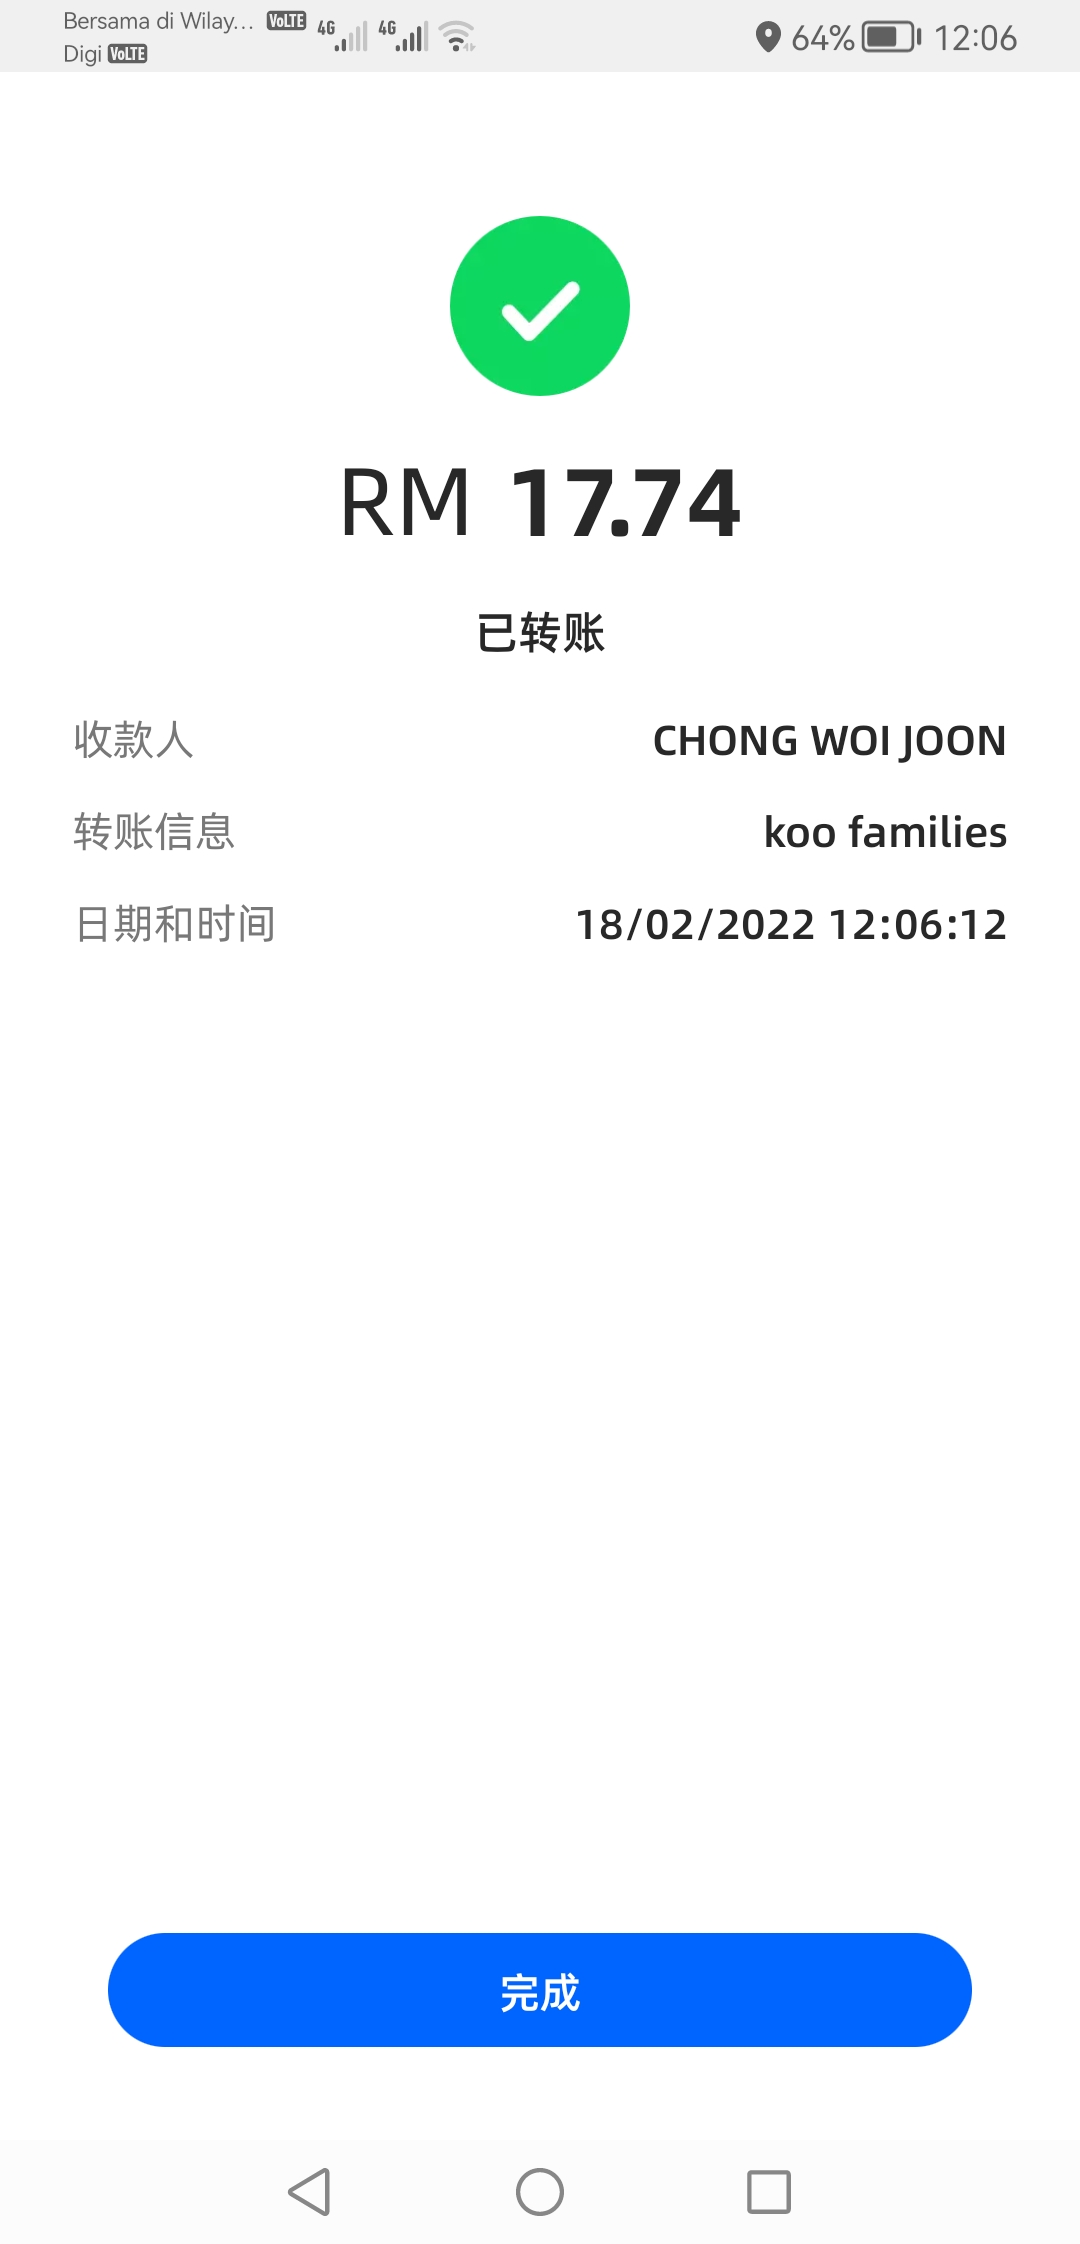 Bersama di Wilay... VoLTE 4G 4G 64% 12:06
Digi VoLTE
RM 17.74
已转账
收款人 CHONG WOI JOON
转账信息 koo families
日期和时间 18/02/2022 12:06:12
完成